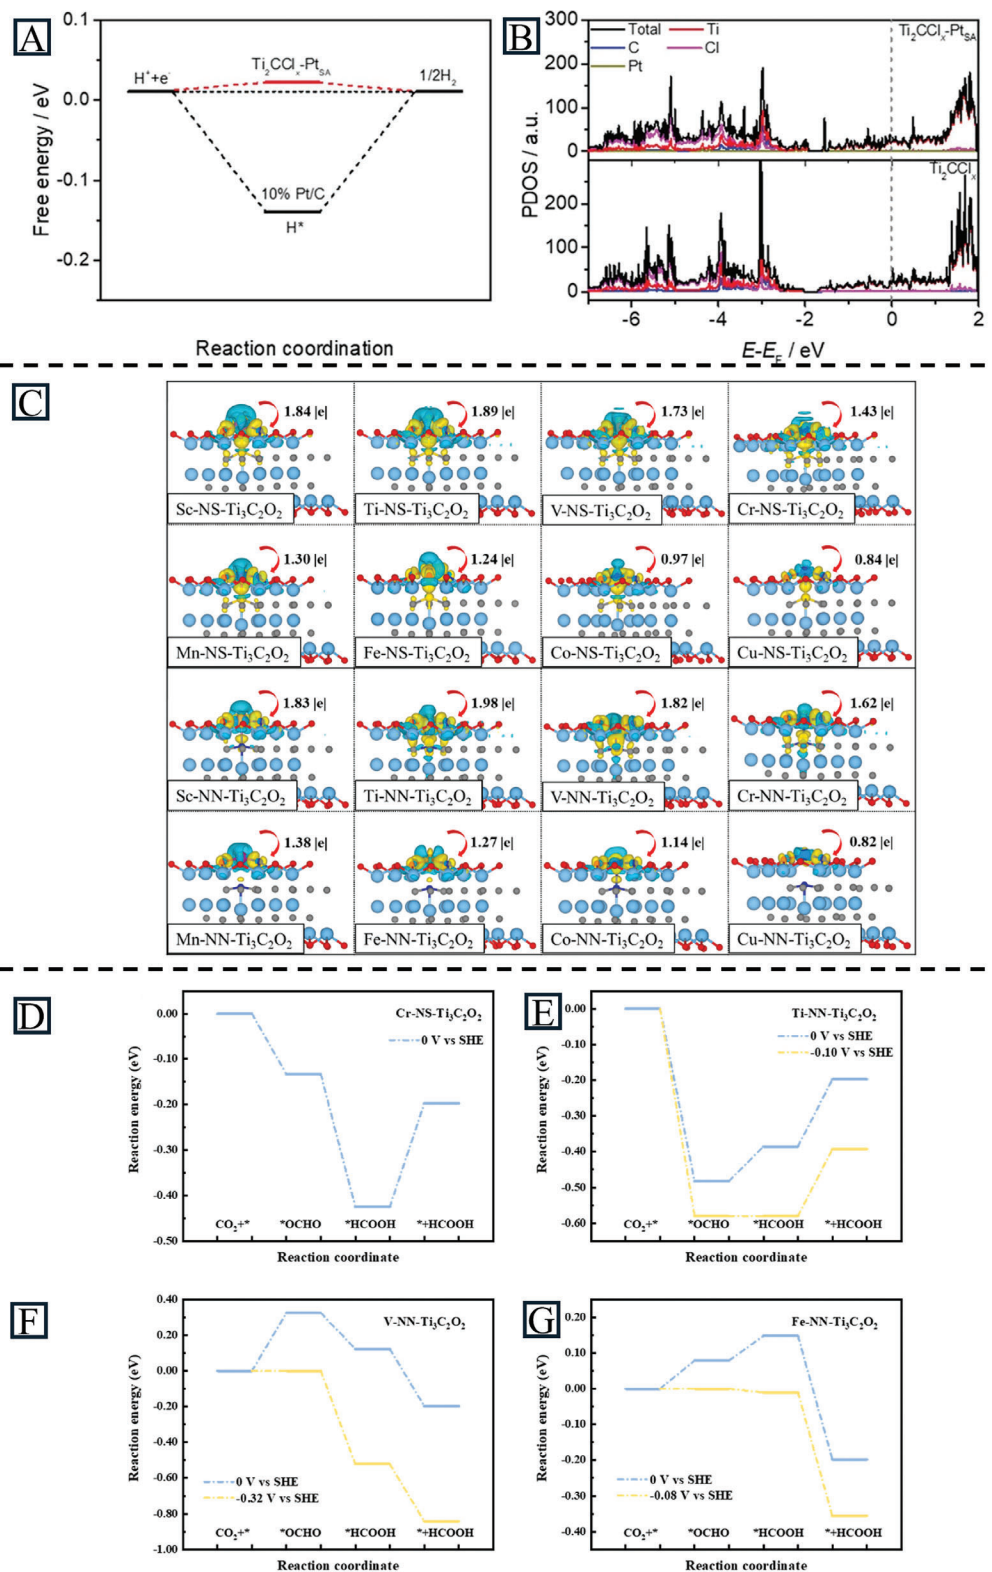 A
0.1
0.0
-0.1
-0.2
Free energy / eV
H⁺+e⁻
Ti₂CClₓ-Pt_SA
1/2H₂
10% Pt/C
H*
Reaction coordination
B
Total
Ti
C
Cl
Pt
Ti₂CClₓ-Pt_SA
300
200
100
0
Ti₂CClₓ
200
100
0
PDOS / a.u.
-6
-4
-2
0
2
E-E_F / eV
C
1.84 |e|
1.89 |e|
1.73 |e|
1.43 |e|
Sc-NS-Ti₃C₂O₂
Ti-NS-Ti₃C₂O₂
V-NS-Ti₃C₂O₂
Cr-NS-Ti₃C₂O₂
1.30 |e|
1.24 |e|
0.97 |e|
0.84 |e|
Mn-NS-Ti₃C₂O₂
Fe-NS-Ti₃C₂O₂
Co-NS-Ti₃C₂O₂
Cu-NS-Ti₃C₂O₂
1.83 |e|
1.98 |e|
1.82 |e|
1.62 |e|
Sc-NN-Ti₃C₂O₂
Ti-NN-Ti₃C₂O₂
V-NN-Ti₃C₂O₂
Cr-NN-Ti₃C₂O₂
1.38 |e|
1.27 |e|
1.14 |e|
0.82 |e|
Mn-NN-Ti₃C₂O₂
Fe-NN-Ti₃C₂O₂
Co-NN-Ti₃C₂O₂
Cu-NN-Ti₃C₂O₂
D
Cr-NS-Ti₃C₂O₂
0 V vs SHE
0.00
-0.10
-0.20
-0.30
-0.40
-0.50
Reaction energy (eV)
CO₂+*
*OCHO
*HCOOH
*+HCOOH
Reaction coordinate
E
Ti-NN-Ti₃C₂O₂
0 V vs SHE
-0.10 V vs SHE
0.00
-0.10
-0.20
-0.30
-0.40
-0.50
-0.60
Reaction energy (eV)
CO₂+*
*OCHO
*HCOOH
*+HCOOH
Reaction coordinate
F
V-NN-Ti₃C₂O₂
0.40
0.20
0.00
-0.20
-0.40
-0.60
-0.80
-1.00
Reaction energy (eV)
0 V vs SHE
-0.32 V vs SHE
CO₂+*
*OCHO
*HCOOH
*+HCOOH
Reaction coordinate
G
Fe-NN-Ti₃C₂O₂
0.20
0.10
0.00
-0.10
-0.20
-0.30
-0.40
Reaction energy (eV)
0 V vs SHE
-0.08 V vs SHE
CO₂+*
*OCHO
*HCOOH
*+HCOOH
Reaction coordinate